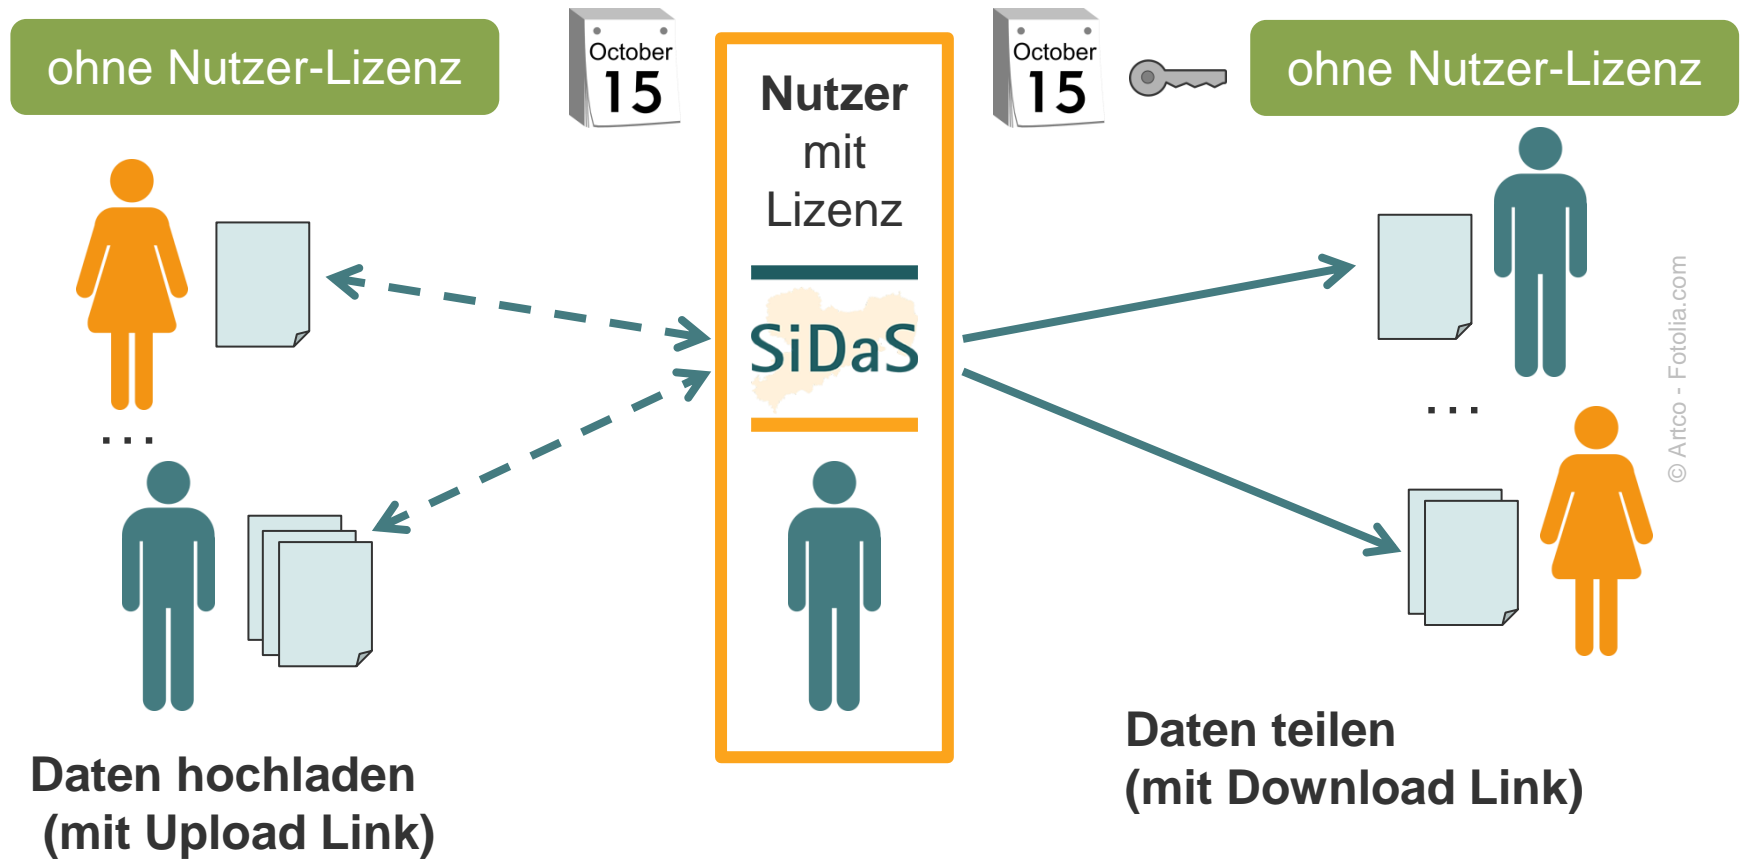 ohne Nutzer-Lizenz
October
15
Nutzer
mit
Lizenz
SiDaS
October
15
ohne Nutzer-Lizenz
...
...
© Artco - Fotolia.com
Daten hochladen
(mit Upload Link)
Daten teilen
(mit Download Link)